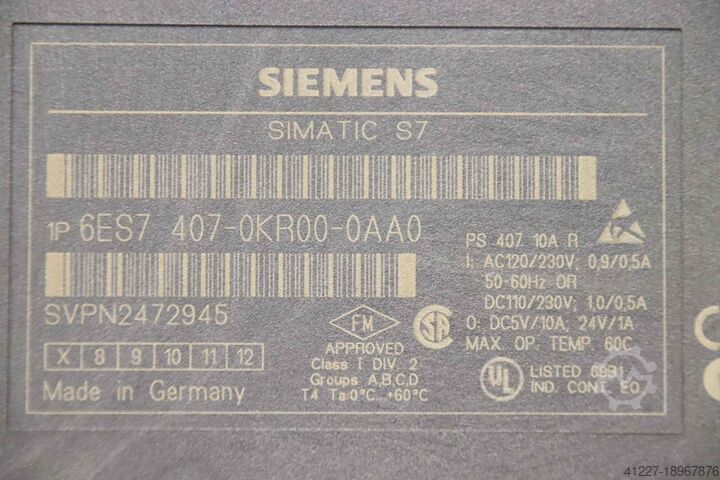 SIEMENS
SIMATIC S7
1P 6ES7 407-0KR00-0AA0
SVPN2472945
X 8 9 10 11 12
Made in Germany
FM
APPROVED
Class I DIV. 2
Groups A,B,C,D
T4 Ta:0°C...+60°C
SA
PS 407 10A R
I: AC120/230V; 0,9/0,5A
50-60Hz OR
DC110/230V; 1.0/0,5A
O: DC5V/10A; 24V/1A
MAX. OP. TEMP. 60C.
UL LISTED 69B1
IND. CONT. EQ.
41227-18967876